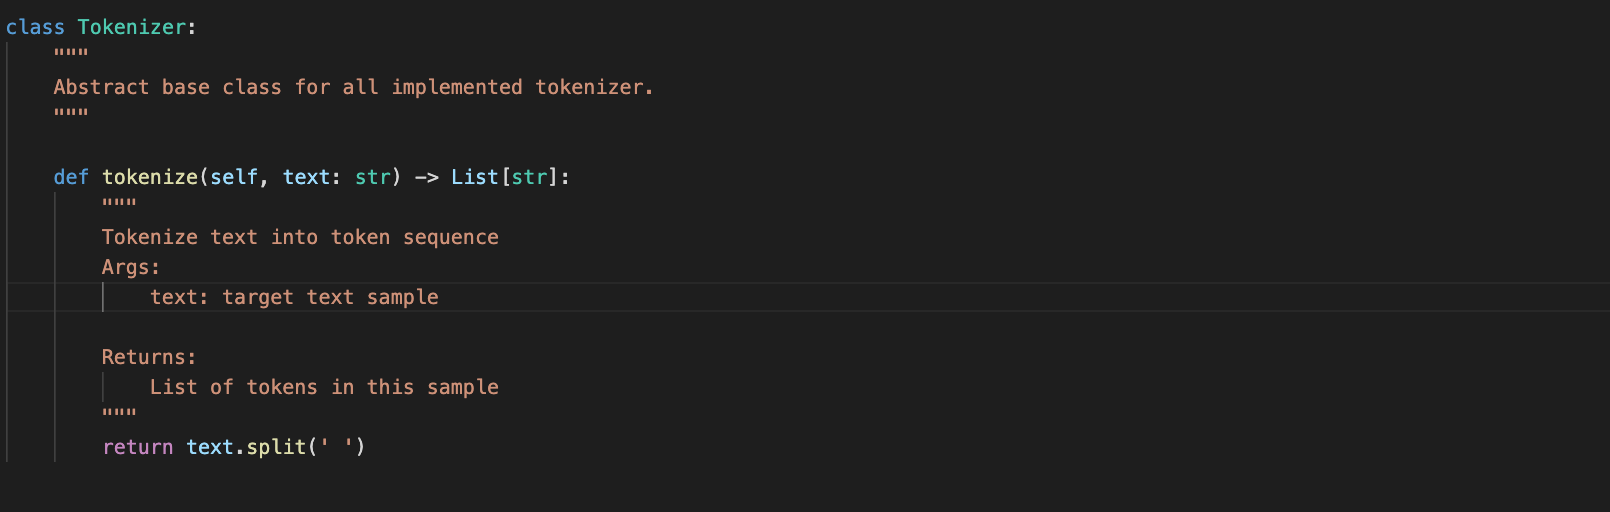 class Tokenizer:
    """
    Abstract base class for all implemented tokenizer.
    """

    def tokenize(self, text: str) -> List[str]:
        """
        Tokenize text into token sequence
        Args:
            text: target text sample

        Returns:
            List of tokens in this sample
        """
        return text.split(' ')